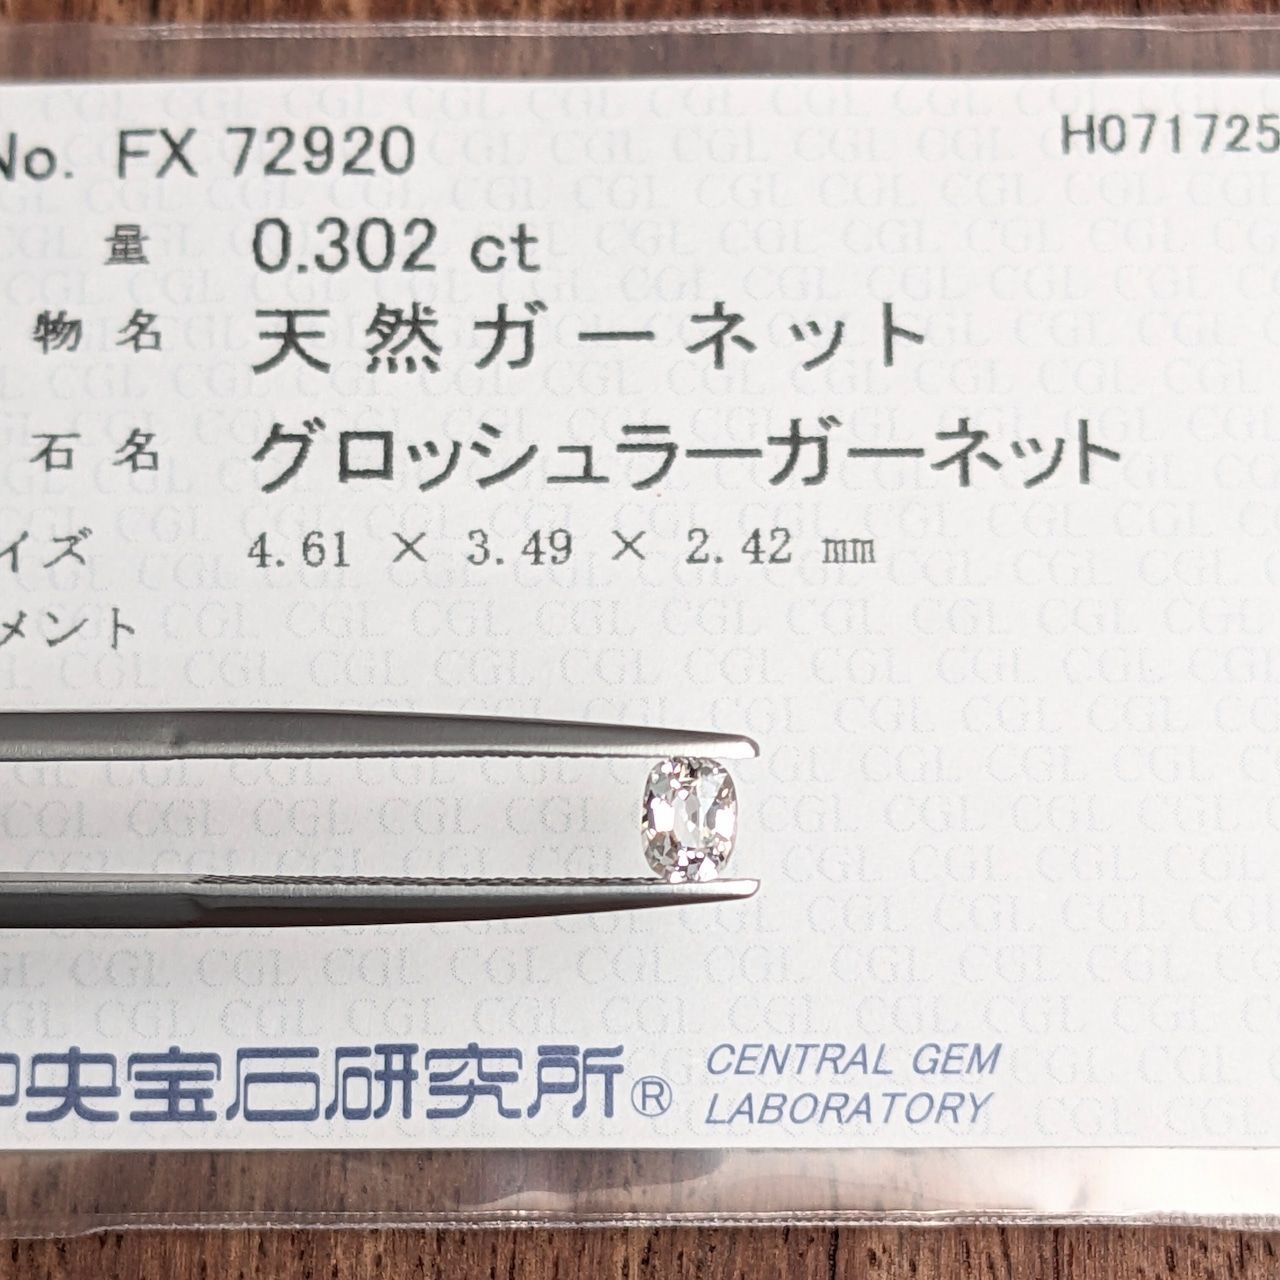 No. FX 72920 H071725
量 0.302 ct
物名 天然ガーネット
石名 グロッシュラーガーネット
イズ 4.61 × 3.49 × 2.42 mm
メント
中央宝石研究所® CENTRAL GEM
LABORATORY